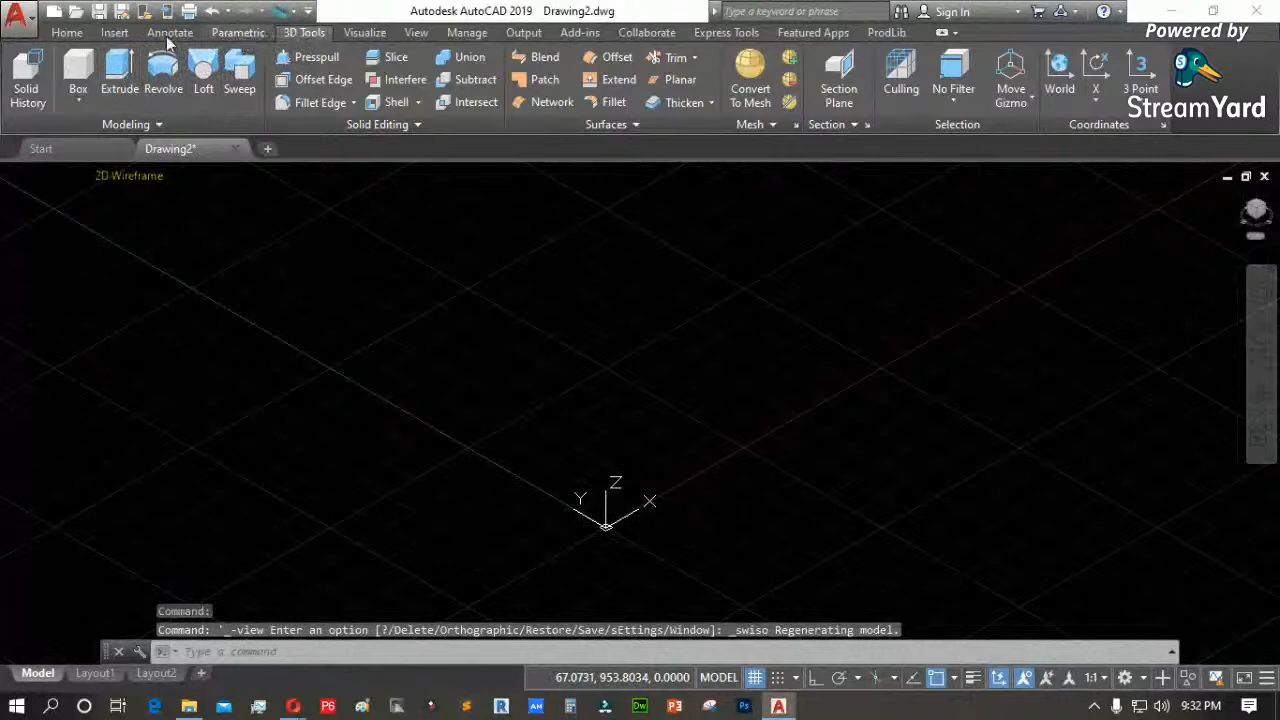 Autodesk AutoCAD 2019 Drawing2.dwg
Type a keyword or phrase
Sign In
Powered by
StreamYard
Home Insert Annotate Parametric 3D Tools Visualize View Manage Output Add-ins Collaborate Express Tools Featured Apps ProdLib
Solid History
Box
Extrude
Revolve
Loft
Sweep
Presspull
Offset Edge
Fillet Edge
Slice
Interfere
Shell
Union
Subtract
Intersect
Blend
Patch
Network
Offset
Extend
Fillet
Trim
Planar
Thicken
Convert To Mesh
Section Plane
Culling
No Filter
Move Gizmo
World
X
3 Point
Modeling Solid Editing Surfaces Mesh Section Selection Coordinates
Start Drawing2*
2D Wireframe
Z
Y X
Command:
Command: '_-view Enter an option [?/Delete/Orthographic/Restore/Save/sEttings/Window]: _swiso Regenerating model.
Type a command
Model Layout1 Layout2
67.0731, 953.8034, 0.0000 MODEL 1:1
9:32 PM